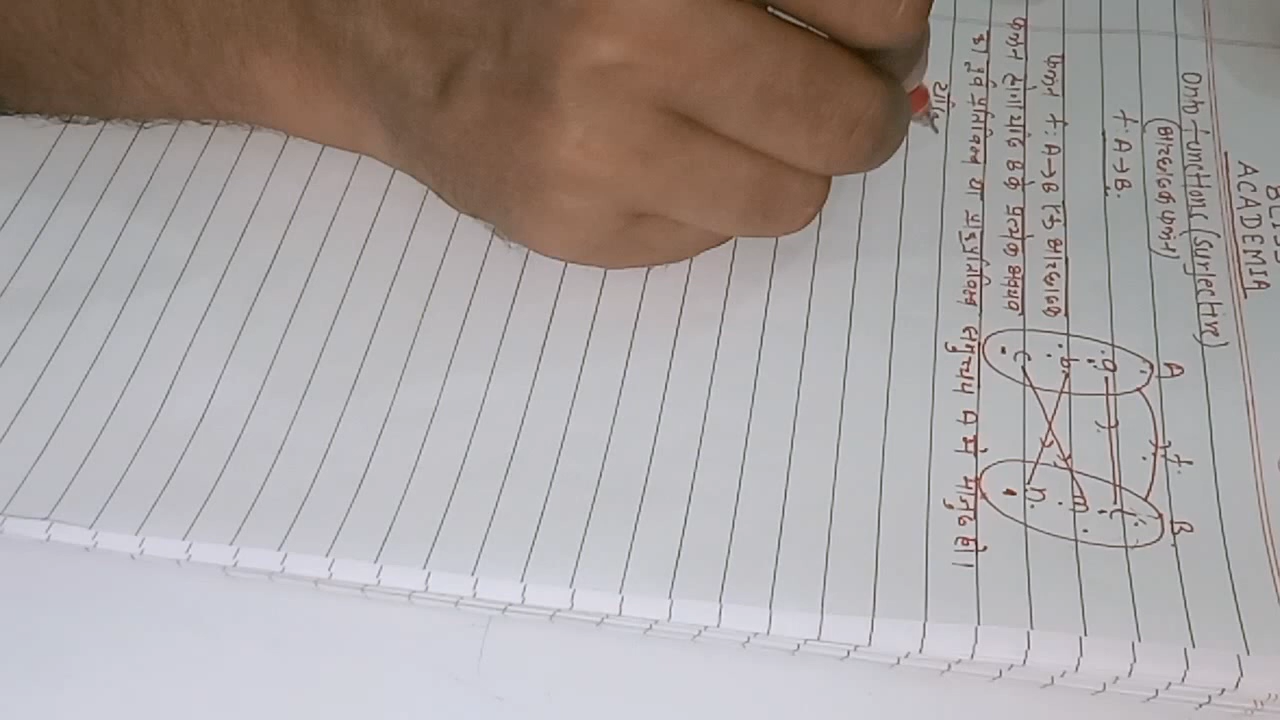 ACADEMIA
Onto functions (surjective)
(आच्छादक फलन)
f: A→B.
A f B
a b c
l m n
फलन f: A→B एक आच्छादक
फलन होगा यदि B के प्रत्येक अवयव
का पूर्व प्रतिबिम्ब या प्राक्प्रतिबिम्ब समुच्चय A में मौजूद हो।